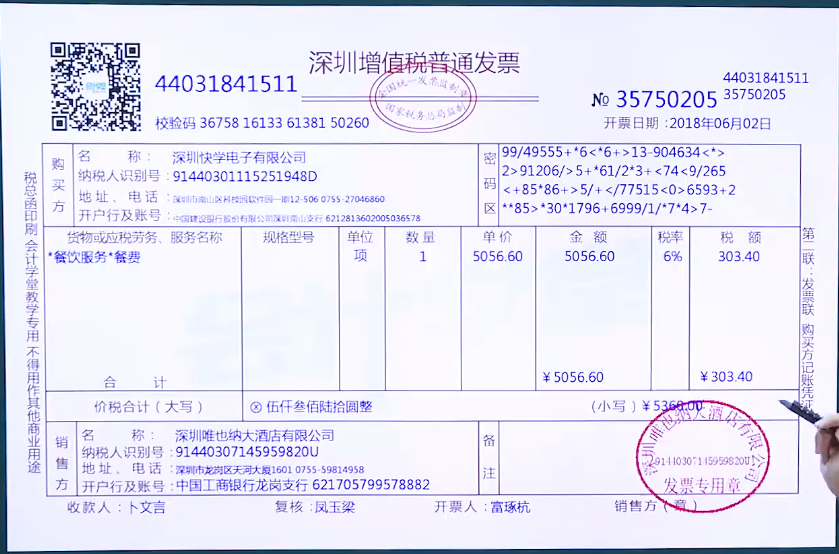 深圳增值税普通发票
44031841511
全国统一发票监制章
国家税务总局监制
№ 35750205
44031841511
35750205
校验码 36758 16133 61381 50260
开票日期：2018年06月02日
购买方
名 称： 深圳快学电子有限公司
纳税人识别号：91440301115251948D
地址、电话：深圳市南山区科技园软件园一期12-506 0755-27046860
开户行及账号：中国建设银行股份有限公司深圳南山支行 6212813602005036578
密码区
99/49555+*6<*6+>13-904634<*>
2>91206/>5+*61/2*3+<74<9/265
<+85*86+>5/+</77515<0>6593+2
**85>*30*1796+6999/1/*7*4>7-
货物或应税劳务、服务名称 规格型号 单位 数量 单价 金额 税率 税额
*餐饮服务*餐费 项 1 5056.60 5056.60 6% 303.40
合 计 ¥5056.60 ¥303.40
价税合计（大写） ⊗ 伍仟叁佰陆拾圆整 （小写）¥5360.00
销售方
名 称： 深圳唯也纳大酒店有限公司
纳税人识别号：91440307145959820U
地址、电话：深圳市龙岗区天河大厦1601 0755-59814958
开户行及账号：中国工商银行龙岗支行 621705799578882
备注
深圳唯也纳大酒店有限公司
91440307145959820U
发票专用章
收款人：卜文言 复核：凤玉梁 开票人：富琢杭 销售方（章）
税总函印刷 会计学堂教学专用 不得用作其他商业用途
第二联：发票联 购买方记账凭证